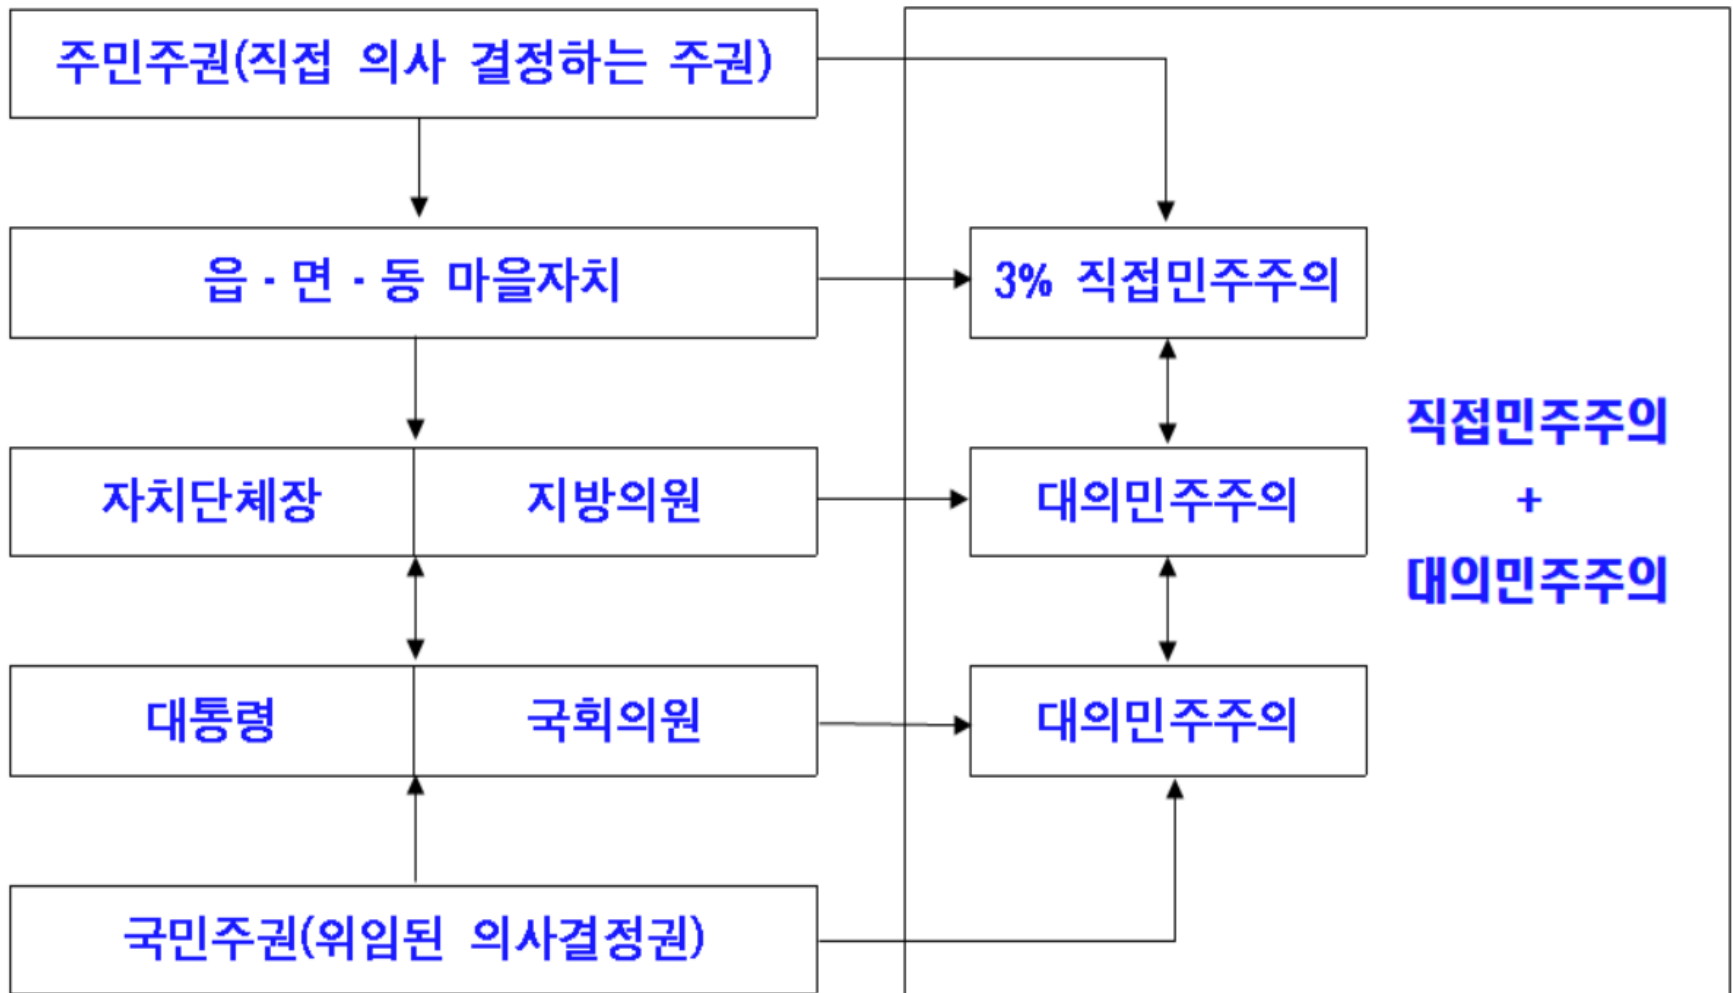 주민주권(직접 의사 결정하는 주권)
읍·면·동 마을자치
3% 직접민주주의
자치단체장
지방의원
대의민주주의
대통령
국회의원
대의민주주의
국민주권(위임된 의사결정권)
직접민주주의
+
대의민주주의